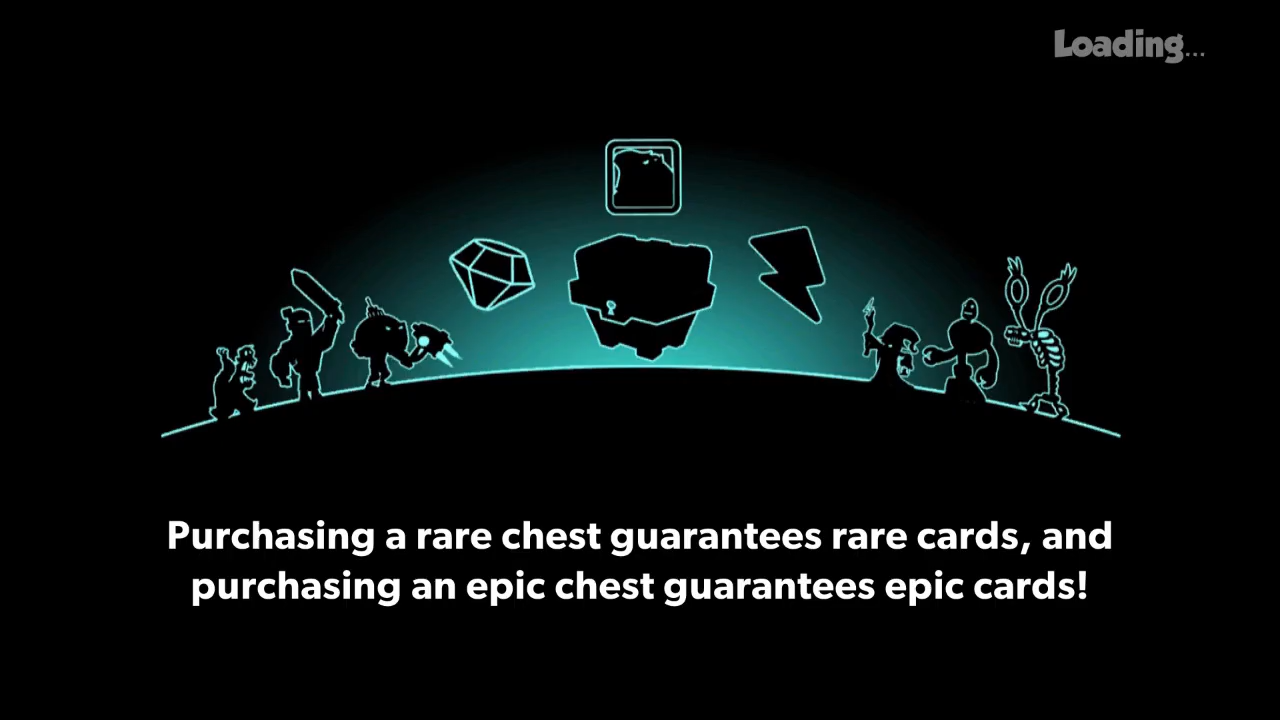 Loading...
Purchasing a rare chest guarantees rare cards, and
purchasing an epic chest guarantees epic cards!